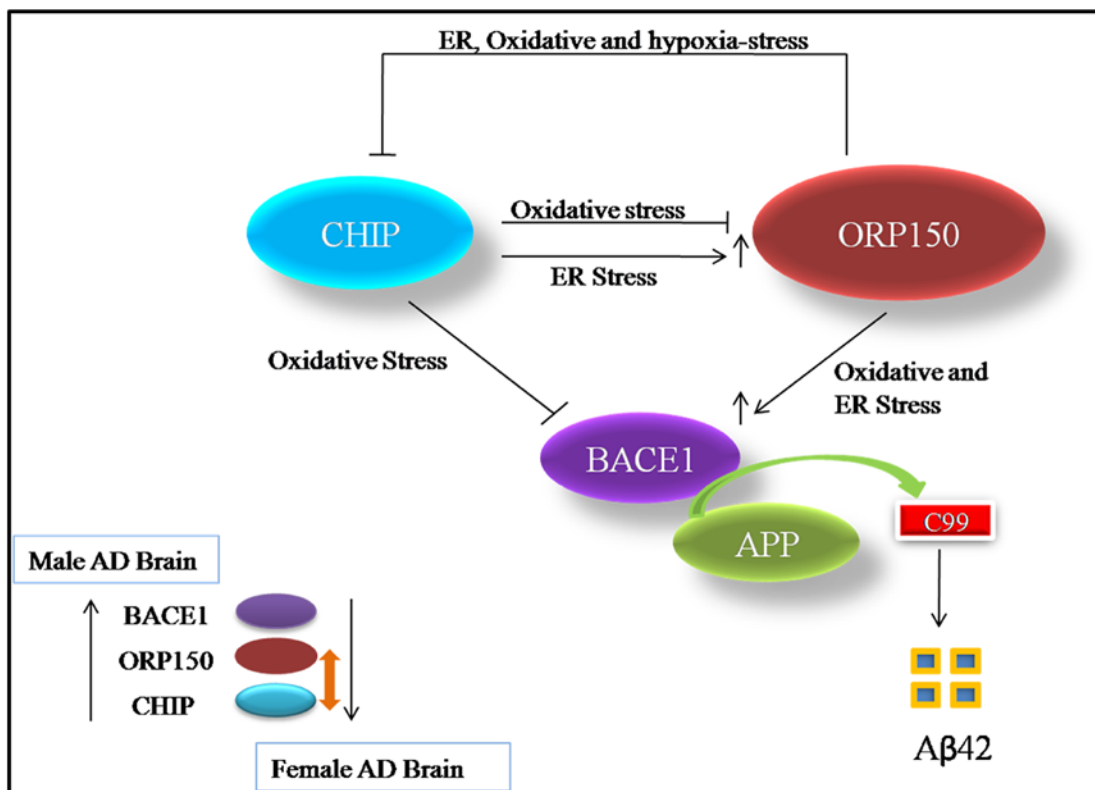 ER, Oxidative and hypoxia-stress
CHIP
Oxidative stress
ER Stress
ORP150
Oxidative Stress
Oxidative and
ER Stress
BACE1
APP
C99
Aβ42
Male AD Brain
BACE1
ORP150
CHIP
Female AD Brain